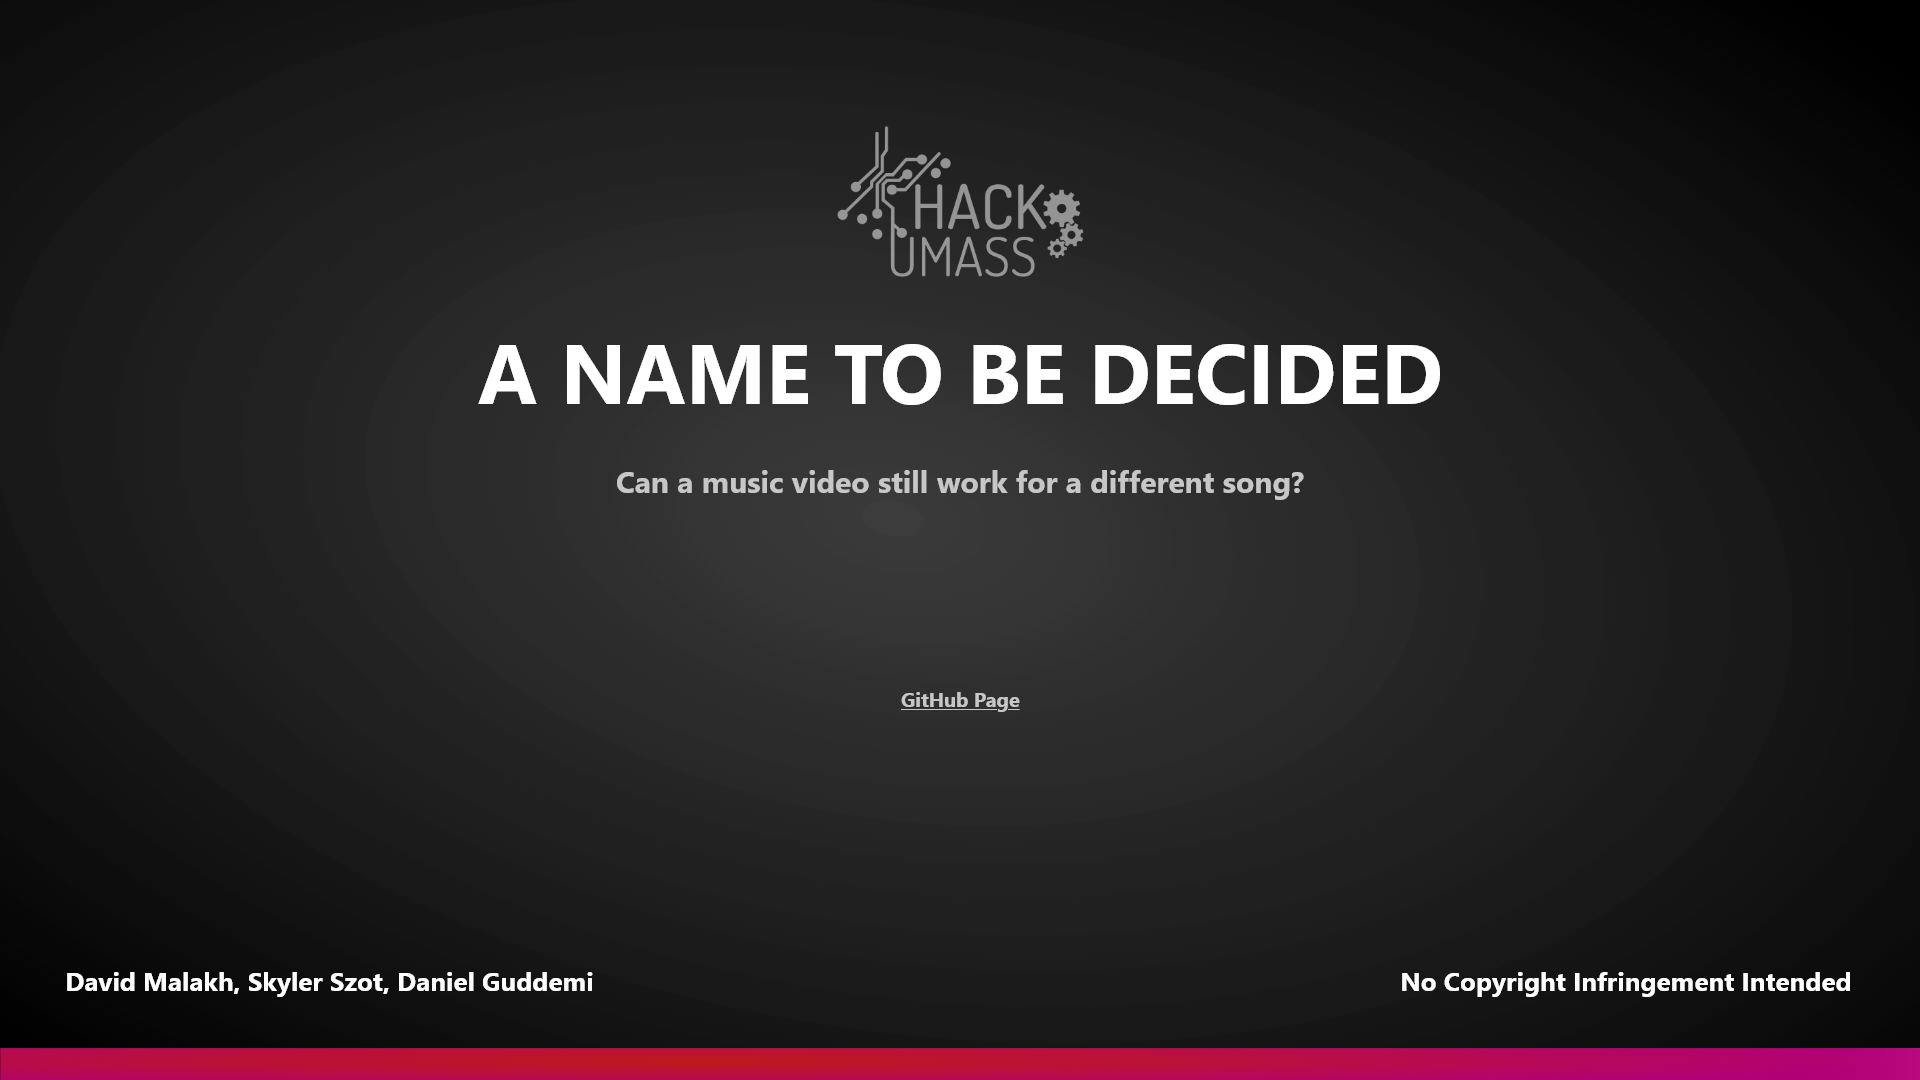 HACK
UMASS
A NAME TO BE DECIDED
Can a music video still work for a different song?
GitHub Page
David Malakh, Skyler Szot, Daniel Guddemi
No Copyright Infringement Intended